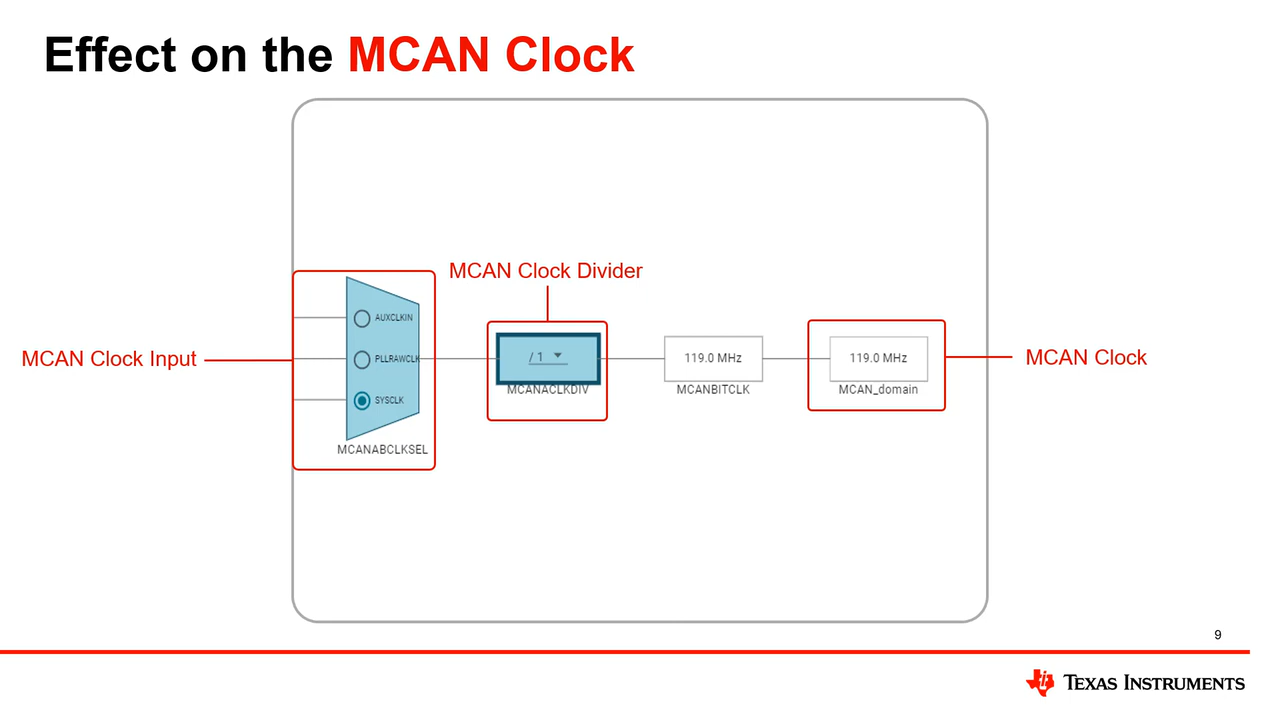 Effect on the MCAN Clock
MCAN Clock Divider
AUXCLKIN
/ 1
MCAN Clock Input
PLLRAWCLK
119.0 MHz
119.0 MHz
MCAN Clock
MCANACLKDIV
MCANBITCLK
MCAN_domain
SYSCLK
MCANABCLKSEL
9
TEXAS INSTRUMENTS